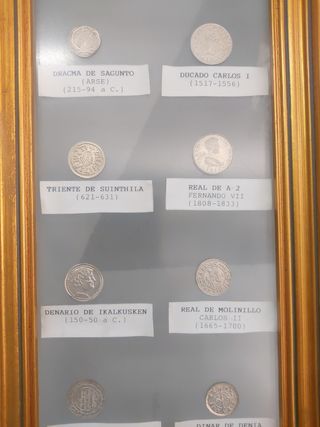 DRACMA DE SAGUNTO
(ARSE)
(215-94 a C.)
DUCADO CARLOS I
(1517-1556)
TRIENTE DE SUINTHILA
(621-631)
REAL DE A 2
FERNANDO VII
(1808-1833)
DENARIO DE IKALKUSKEN
(150-50 a C.)
REAL DE MOLINILLO
CARLOS II
(1665-1700)
DINAR DE DENIA